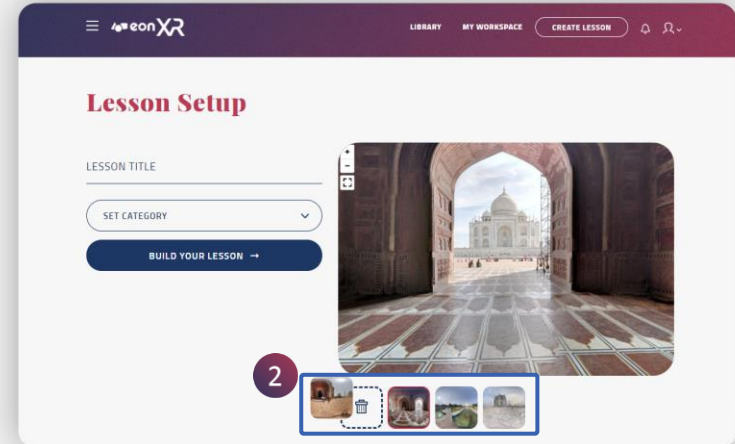 eonXR
LIBRARY
MY WORKSPACE
CREATE LESSON
Lesson Setup
LESSON TITLE
SET CATEGORY
BUILD YOUR LESSON →
+
-
2